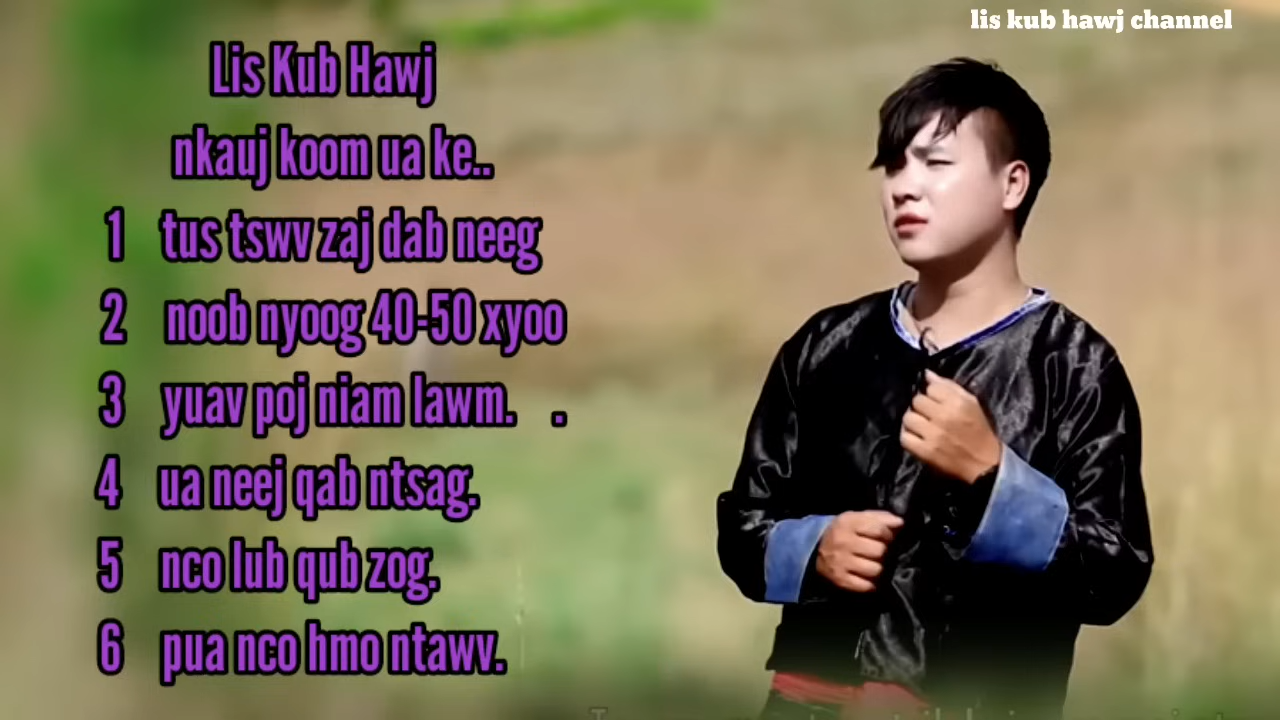 lis kub hawj channel
Lis Kub Hawj
nkauj koom ua ke..
1 tus tswv zaj dab neeg
2 noob nyoog 40-50 xyoo
3 yuav poj niam lawm. .
4 ua neej qab ntsag.
5 nco lub qub zog.
6 pua nco hmo ntawv.